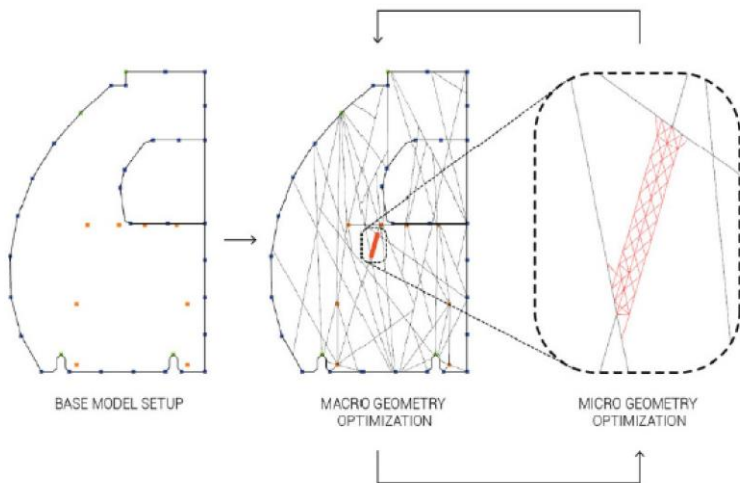 BASE MODEL SETUP
MACRO GEOMETRY
OPTIMIZATION
MICRO GEOMETRY
OPTIMIZATION